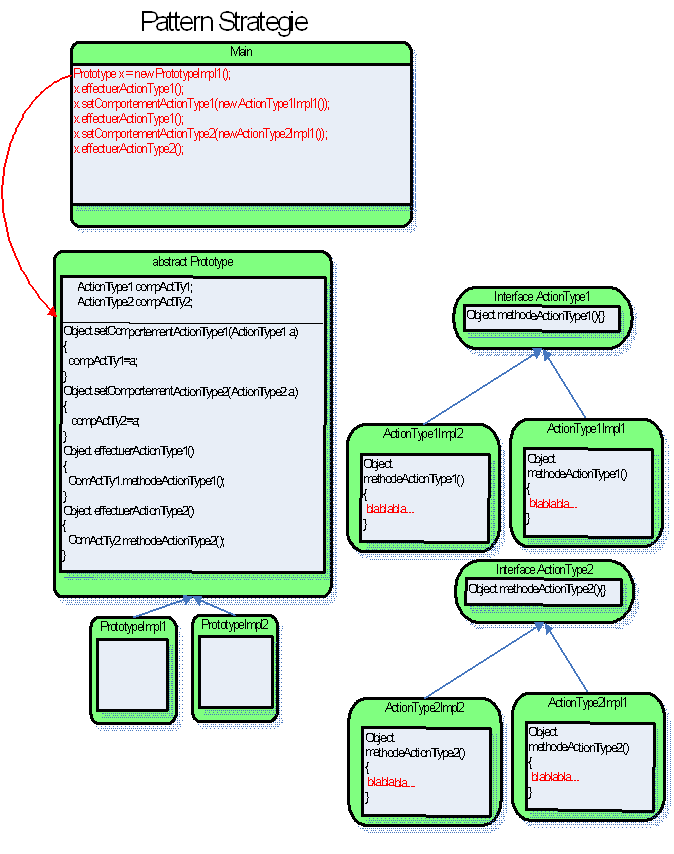 Pattern Strategie
Main
Prototype x = new PrototypeImpl1();
x.effectuerActionType1();
x.setComportementActionType1(new ActionType1Impl1());
x.effectuerActionType1();
x.setComportementActionType2(newActionType2Impl1());
x.effectuerActionType2();
abstract Prototype
ActionType1 compActTy1;
ActionType2 compActTy2;
Object setComportementActionType1(ActionType1 a)
{
compActTy1=a;
}
Object setComportementActionType2(ActionType2 a)
{
compActTy2=a;
}
Object effectuerActionType1()
{
ComActTy1.methodeActionType1();
}
Object effectuerActionType2()
{
ComActTy2.methodeActionType2();
}
PrototypeImpl1
PrototypeImpl2
Interface ActionType1
Object methodeActionType1(){}
ActionType1Impl2
Object
methodeActionType1()
{
blablabla...
}
ActionType1Impl1
Object
methodeActionType1()
{
blablabla...
}
Interface ActionType2
Object methodeActionType2(){}
ActionType2Impl2
Object
methodeActionType2()
{
blablabla...
}
ActionType2Impl1
Object
methodeActionType2()
{
blablabla...
}